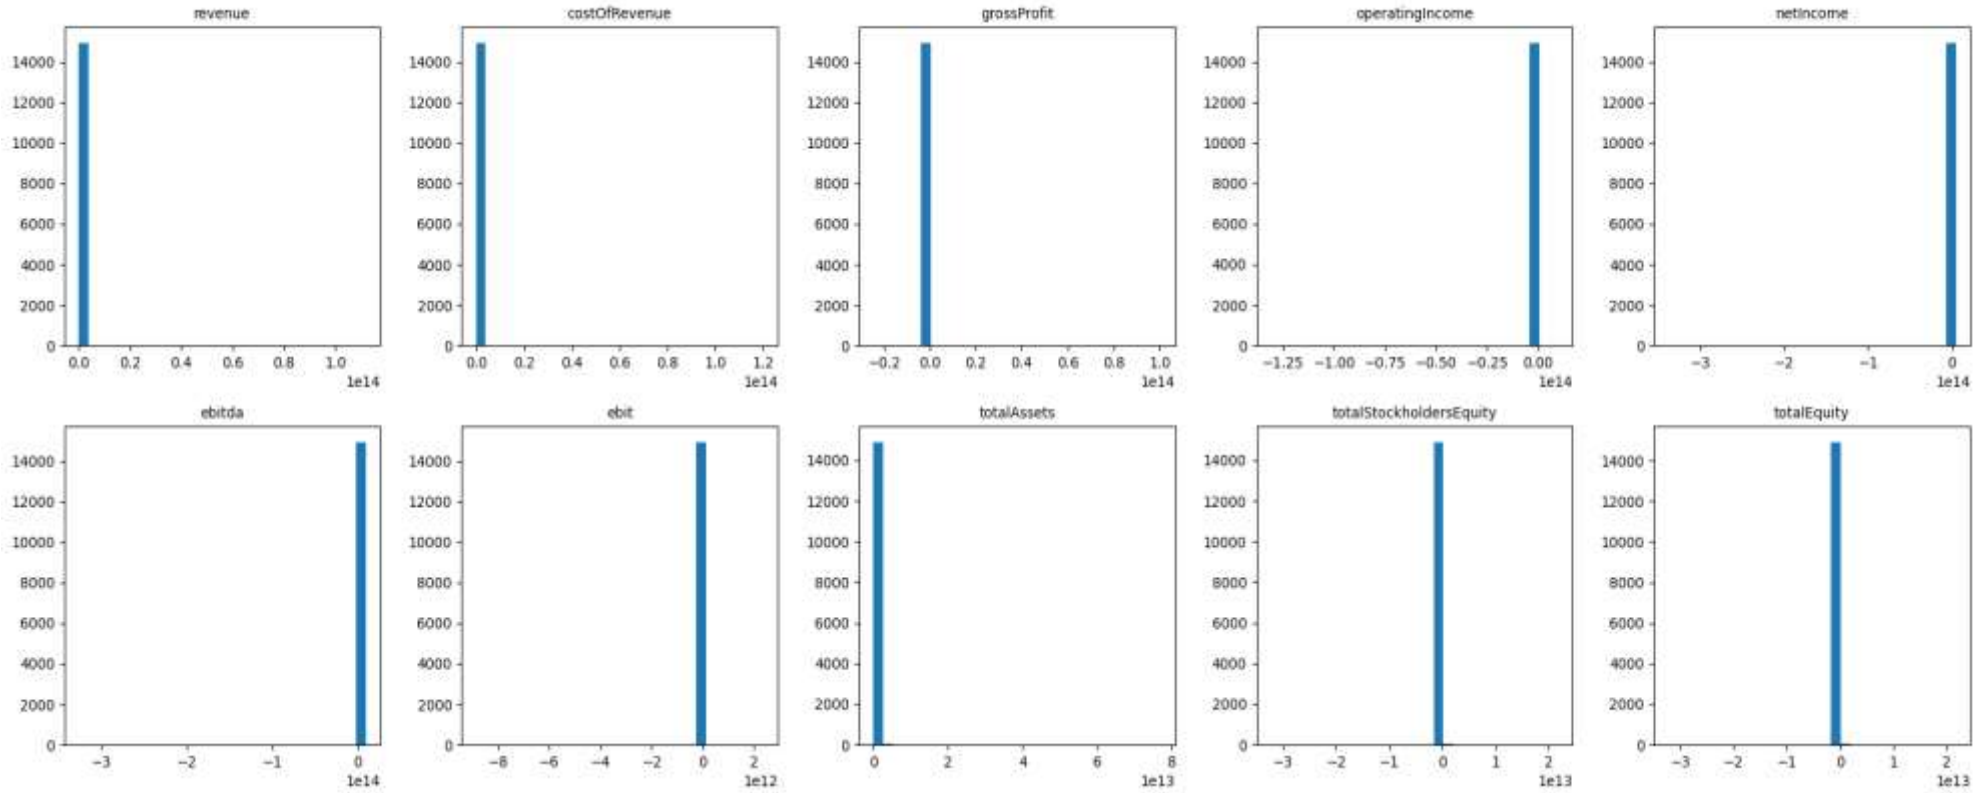 revenue costOfRevenue grossProfit operatingIncome netIncome
14000 14000 14000 14000 14000
12000 12000 12000 12000 12000
10000 10000 10000 10000 10000
8000 8000 8000 8000 8000
6000 6000 6000 6000 6000
4000 4000 4000 4000 4000
2000 2000 2000 2000 2000
0 0 0 0 0
0.0 0.2 0.4 0.6 0.8 1.0 0.0 0.2 0.4 0.6 0.8 1.0 1.2 −0.2 0.0 0.2 0.4 0.6 0.8 1.0 −1.25 −1.00 −0.75 −0.50 −0.25 0.00 −3 −2 −1 0
1e14 1e14 1e14 1e14 1e14
ebitda ebit totalAssets totalStockholdersEquity totalEquity
14000 14000 14000 14000 14000
12000 12000 12000 12000 12000
10000 10000 10000 10000 10000
8000 8000 8000 8000 8000
6000 6000 6000 6000 6000
4000 4000 4000 4000 4000
2000 2000 2000 2000 2000
0 0 0 0 0
−3 −2 −1 0 −8 −6 −4 −2 0 2 0 2 4 6 8 −3 −2 −1 0 1 2 −3 −2 −1 0 1 2
1e14 1e12 1e13 1e13 1e13